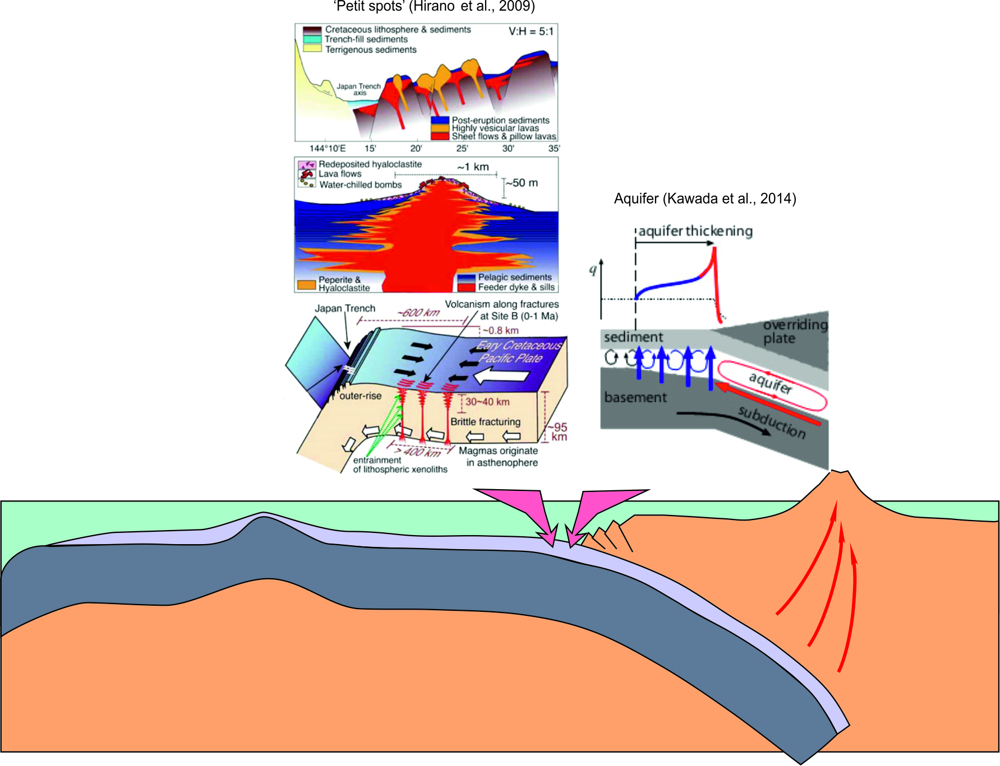 ‘Petit spots’ (Hirano et al., 2009)
Cretaceous lithosphere & sediments
V:H = 5:1
Trench-fill sediments
Terrigenous sediments
Japan Trench
axis
Post-eruption sediments
Highly vesicular lavas
Sheet flows & pillow lavas
144°10'E 15' 20' 25' 30' 35'
Redeposited hyaloclastite
Lava flows
Water-chilled bombs
~1 km
~50 m
Peperite &
Hyaloclastite
Pelagic sediments
Feeder dyke & sills
Japan Trench
~600 km
Volcanism along fractures
at Site B (0-1 Ma)
~0.8 km
Eary Cretaceous
Pacific Plate
outer-rise
30~40 km
Brittle fracturing
~95
km
> 400 km
Magmas originate
in asthenophere
entrainment
of lithospheric xenoliths
Aquifer (Kawada et al., 2014)
aquifer thickening
q
overriding
plate
sediment
aquifer
basement
subduction